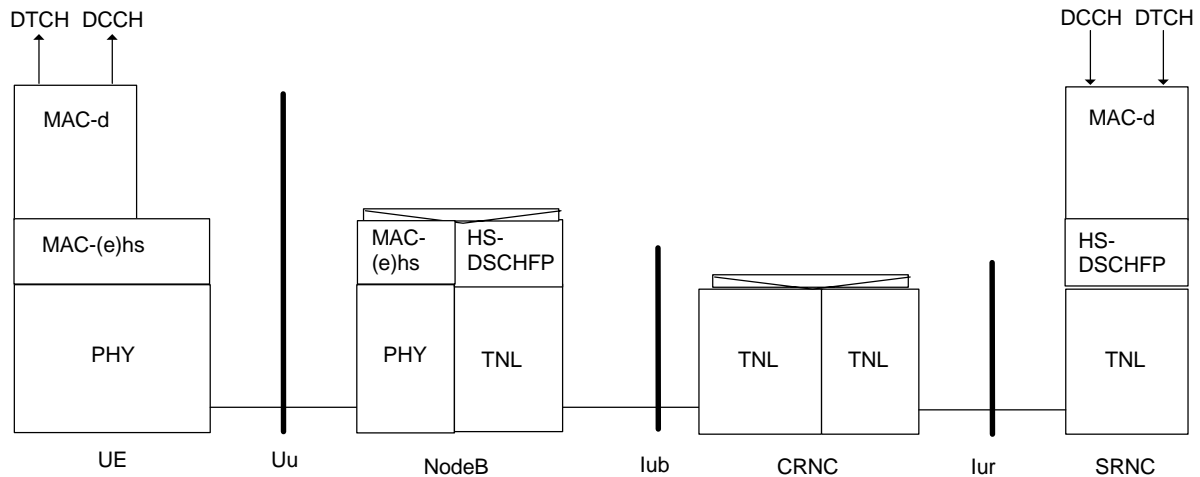 DTCH DCCH
DCCH DTCH
MAC-d
MAC-d
MAC-(e)hs
MAC-
(e)hs
HS-
DSCHFP
HS-
DSCHFP
PHY
PHY
TNL
TNL
TNL
TNL
UE
Uu
NodeB
Iub
CRNC
Iur
SRNC